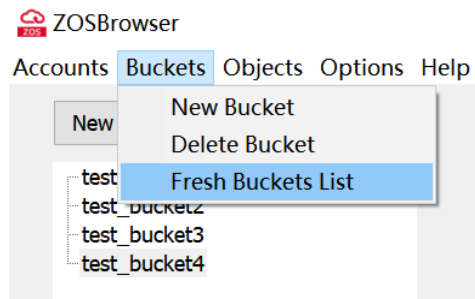 ZOS ZOSBrowser
Accounts Buckets Objects Options Help
New
New Bucket
Delete Bucket
Fresh Buckets List
test
test_bucket2
test_bucket3
test_bucket4